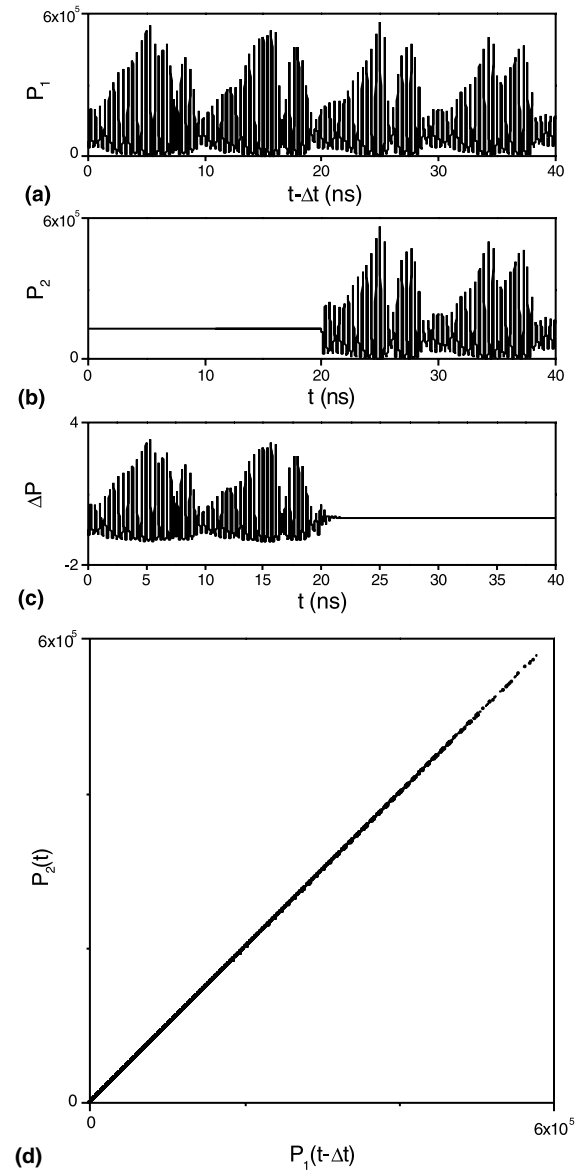 6x10⁵
P₁
0
0 10 20 30 40
(a) t-Δt (ns)
6x10⁵
P₂
0
0 10 20 30 40
(b) t (ns)
4
ΔP
-2
0 5 10 15 20 25 30 35 40
(c) t (ns)
6x10⁵
P₂(t)
0
0 6x10⁵
(d) P₁(t-Δt)